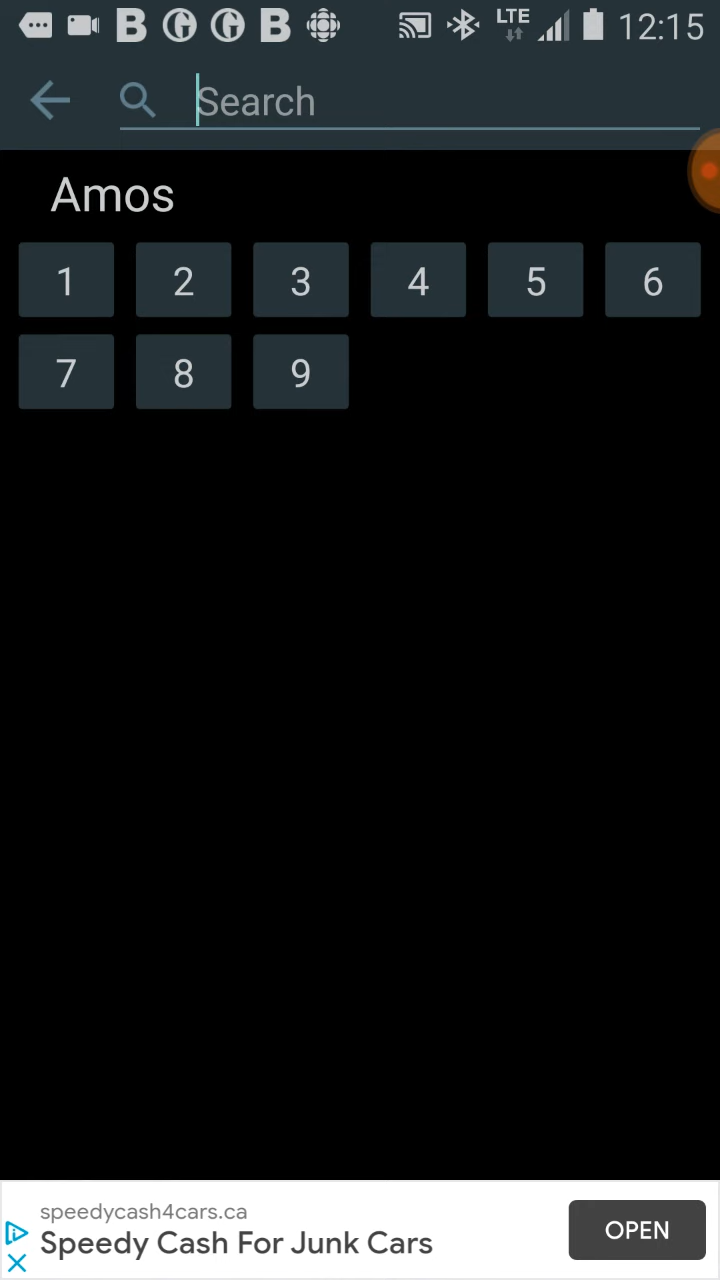 B G G B LTE 12:15
Search
Amos
1 2 3 4 5 6
7 8 9
speedycash4cars.ca
Speedy Cash For Junk Cars
OPEN